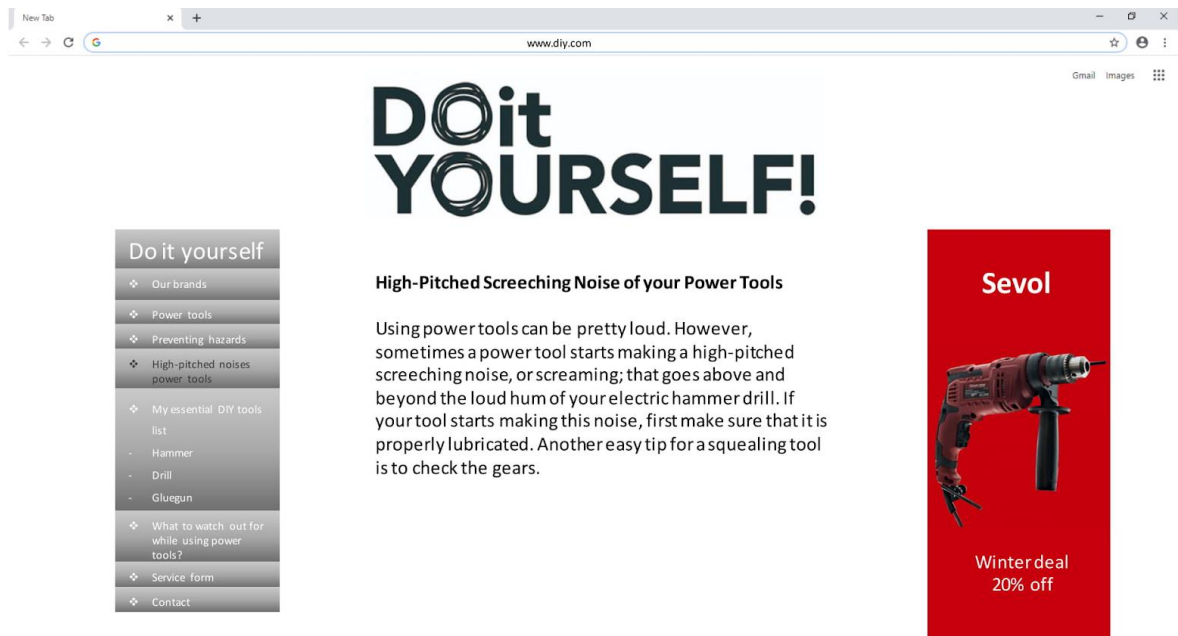 New Tab
www.diy.com
Gmail Images
DOit
YOURSELF!
Do it yourself
Our brands
Power tools
Preventing hazards
High-pitched noises
power tools
My essential DIY tools
list
- Hammer
- Drill
- Gluegun
What to watch out for
while using power
tools?
Service form
Contact
High-Pitched Screeching Noise of your Power Tools
Using power tools can be pretty loud. However,
sometimes a power tool starts making a high-pitched
screeching noise, or screaming; that goes above and
beyond the loud hum of your electric hammer drill. If
your tool starts making this noise, first make sure that it is
properly lubricated. Another easy tip for a squealing tool
is to check the gears.
Sevol
Winter deal
20% off